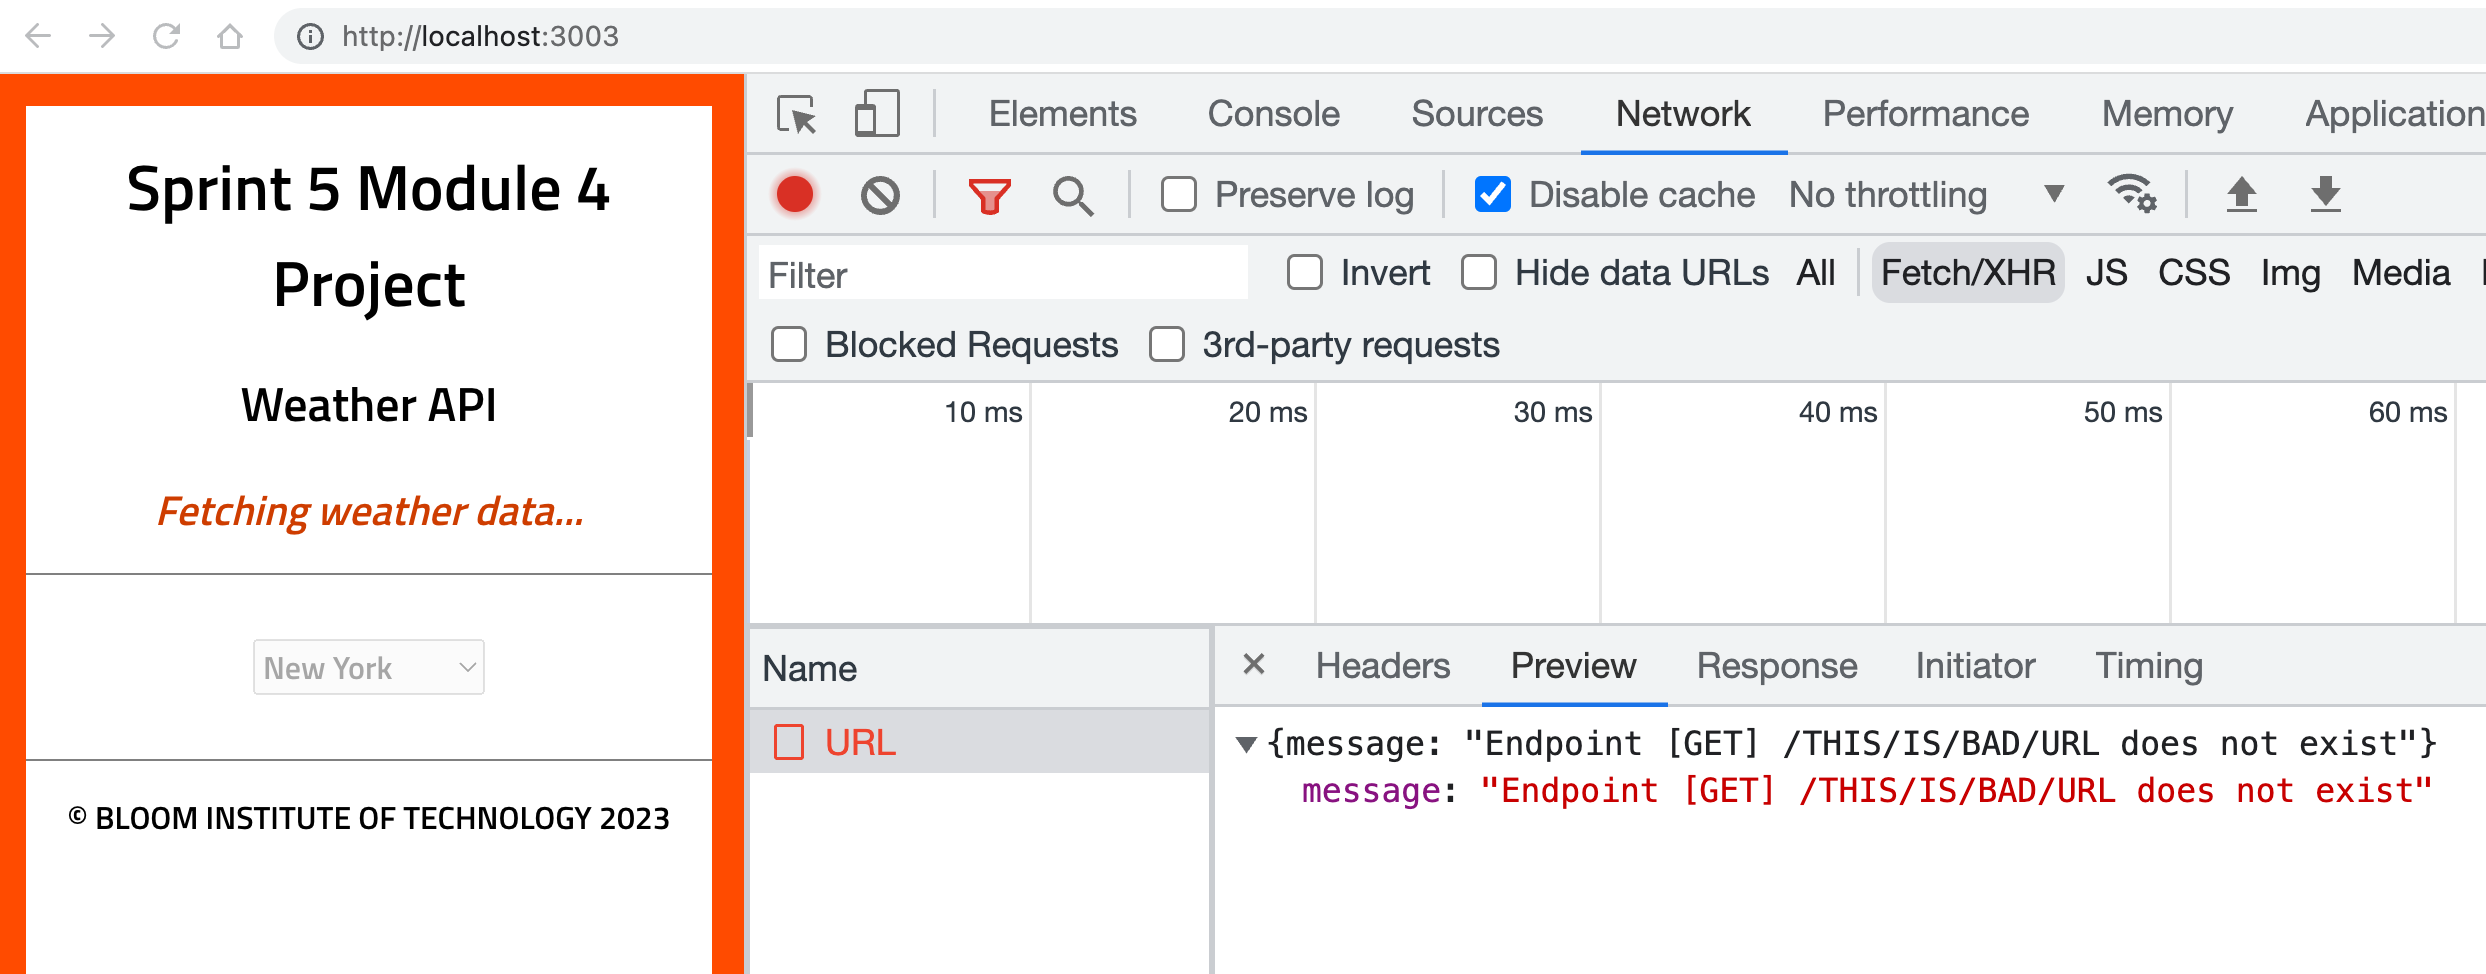 http://localhost:3003
Sprint 5 Module 4
Project
Weather API
Fetching weather data...
New York
© BLOOM INSTITUTE OF TECHNOLOGY 2023
Elements Console Sources Network Performance Memory Application
Preserve log Disable cache No throttling
Filter Invert Hide data URLs All Fetch/XHR JS CSS Img Media
Blocked Requests 3rd-party requests
10 ms 20 ms 30 ms 40 ms 50 ms 60 ms
Name
URL
Headers Preview Response Initiator Timing
{message: "Endpoint [GET] /THIS/IS/BAD/URL does not exist"}
message: "Endpoint [GET] /THIS/IS/BAD/URL does not exist"